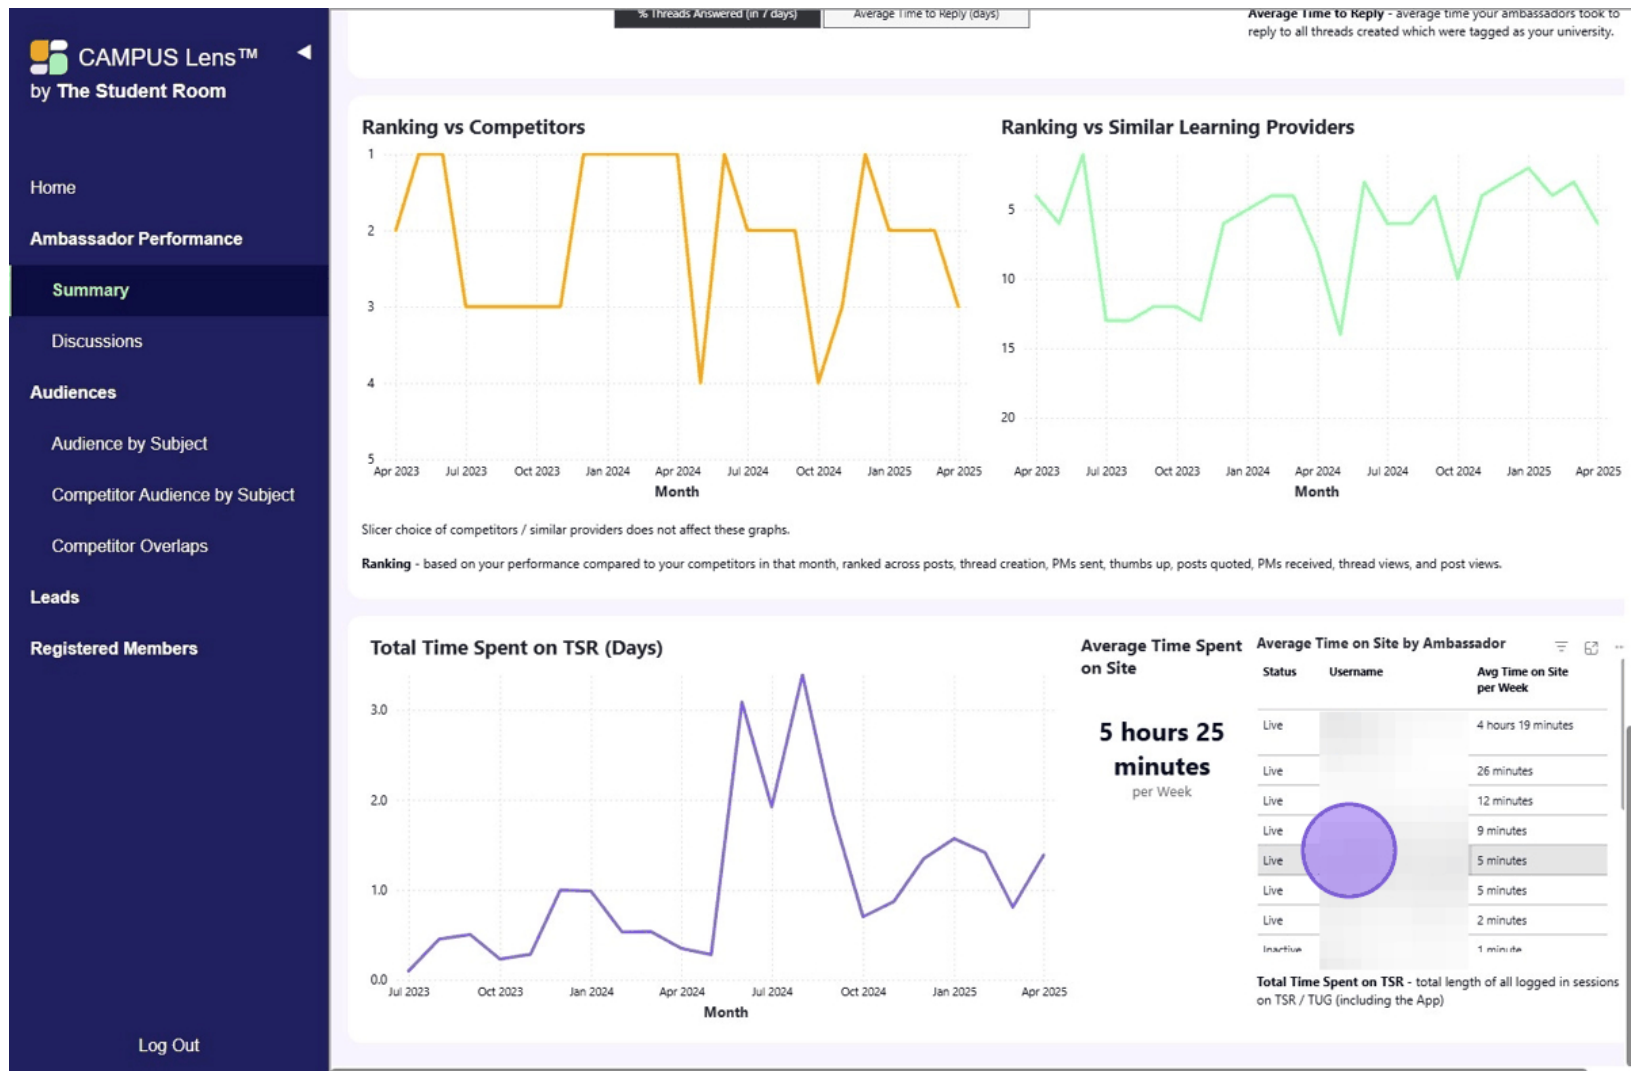 CAMPUS Lens™
by The Student Room
Home
Ambassador Performance
Summary
Discussions
Audiences
Audience by Subject
Competitor Audience by Subject
Competitor Overlaps
Leads
Registered Members
Log Out
% Threads Answered (in 7 days)
Average Time to Reply (days)
Average Time to Reply - average time your ambassadors took to
reply to all threads created which were tagged as your university.
Ranking vs Competitors
1
2
3
4
5
Apr 2023 Jul 2023 Oct 2023 Jan 2024 Apr 2024 Jul 2024 Oct 2024 Jan 2025 Apr 2025
Month
Ranking vs Similar Learning Providers
5
10
15
20
Apr 2023 Jul 2023 Oct 2023 Jan 2024 Apr 2024 Jul 2024 Oct 2024 Jan 2025 Apr 2025
Month
Slicer choice of competitors / similar providers does not affect these graphs.
Ranking - based on your performance compared to your competitors in that month, ranked across posts, thread creation, PMs sent, thumbs up, posts quoted, PMs received, thread views, and post views.
Total Time Spent on TSR (Days)
3.0
2.0
1.0
0.0
Jul 2023 Oct 2023 Jan 2024 Apr 2024 Jul 2024 Oct 2024 Jan 2025 Apr 2025
Month
Average Time Spent
on Site
5 hours 25
minutes
per Week
Average Time on Site by Ambassador
Status Username Avg Time on Site
per Week
Live 4 hours 19 minutes
Live 26 minutes
Live 12 minutes
Live 9 minutes
Live 5 minutes
Live 5 minutes
Live 2 minutes
Inactive 1 minute
Total Time Spent on TSR - total length of all logged in sessions
on TSR / TUG (including the App)